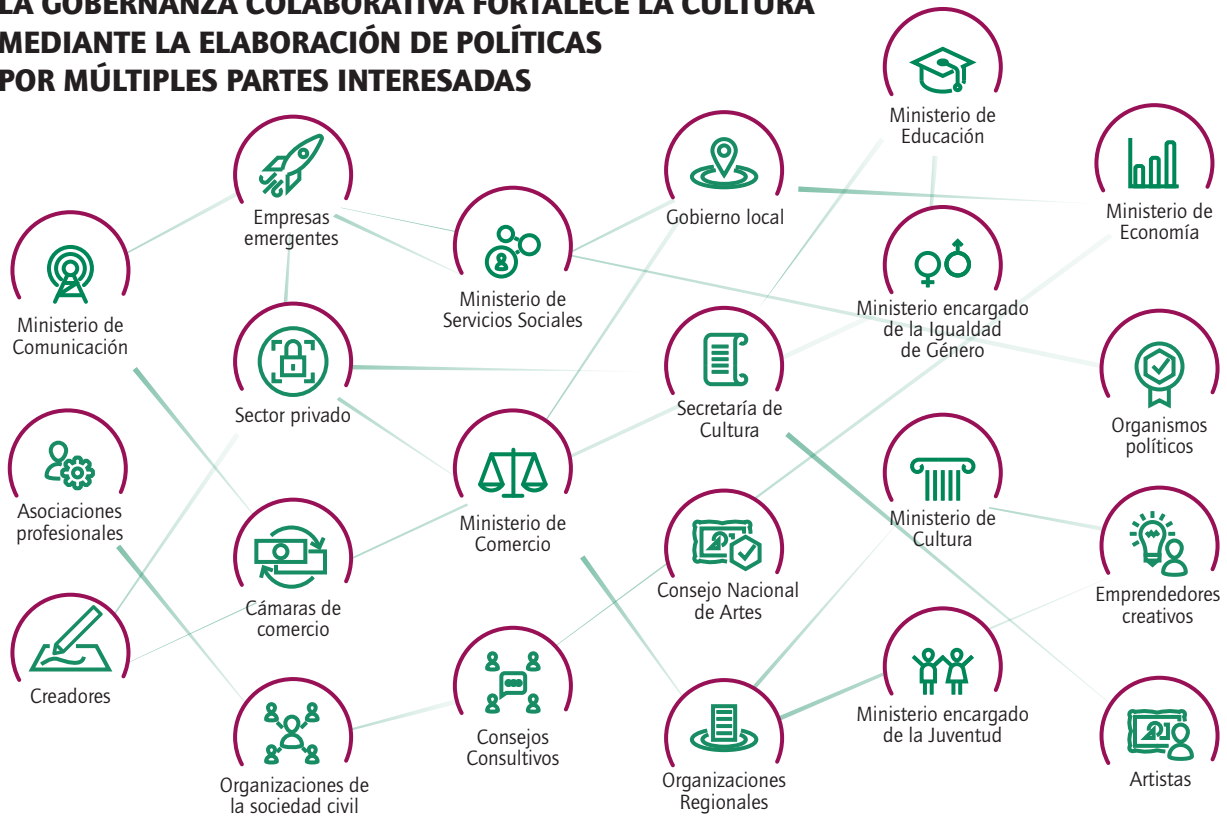 LA GOBERNANZA COLABORATIVA FORTALECE LA CULTURA
MEDIANTE LA ELABORACIÓN DE POLÍTICAS
POR MÚLTIPLES PARTES INTERESADAS
Ministerio de
Comunicación
Asociaciones
profesionales
Creadores
Empresas
emergentes
Sector privado
Cámaras de
comercio
Organizaciones de
la sociedad civil
Ministerio de
Servicios Sociales
Ministerio de
Comercio
Consejos
Consultivos
Gobierno local
Secretaría de
Cultura
Consejo Nacional
de Artes
Organizaciones
Regionales
Ministerio de
Educación
Ministerio encargado
de la Igualdad
de Género
Ministerio de
Cultura
Ministerio encargado
de la Juventud
Ministerio de
Economía
Organismos
políticos
Emprendedores
creativos
Artistas